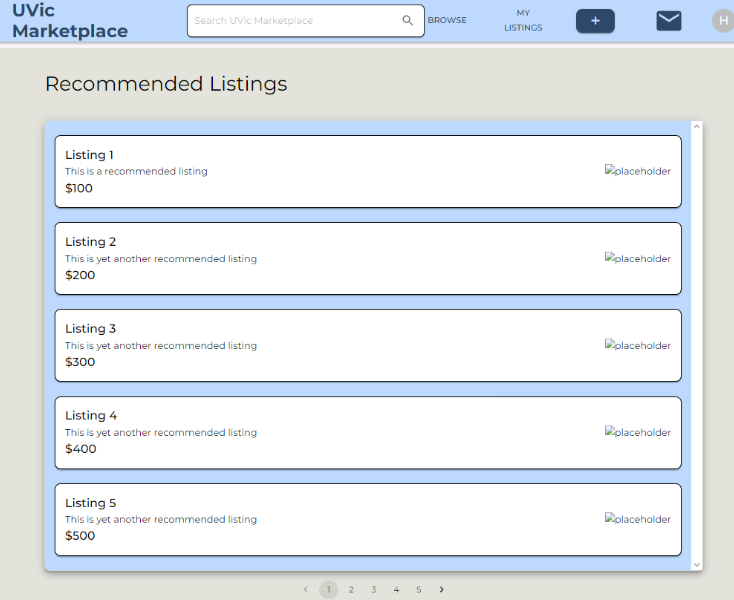 UVic
Marketplace
Search UVic Marketplace
BROWSE
MY
LISTINGS
+
H
Recommended Listings
Listing 1
This is a recommended listing
$100
placeholder
Listing 2
This is yet another recommended listing
$200
placeholder
Listing 3
This is yet another recommended listing
$300
placeholder
Listing 4
This is yet another recommended listing
$400
placeholder
Listing 5
This is yet another recommended listing
$500
placeholder
‹ 1 2 3 4 5 ›